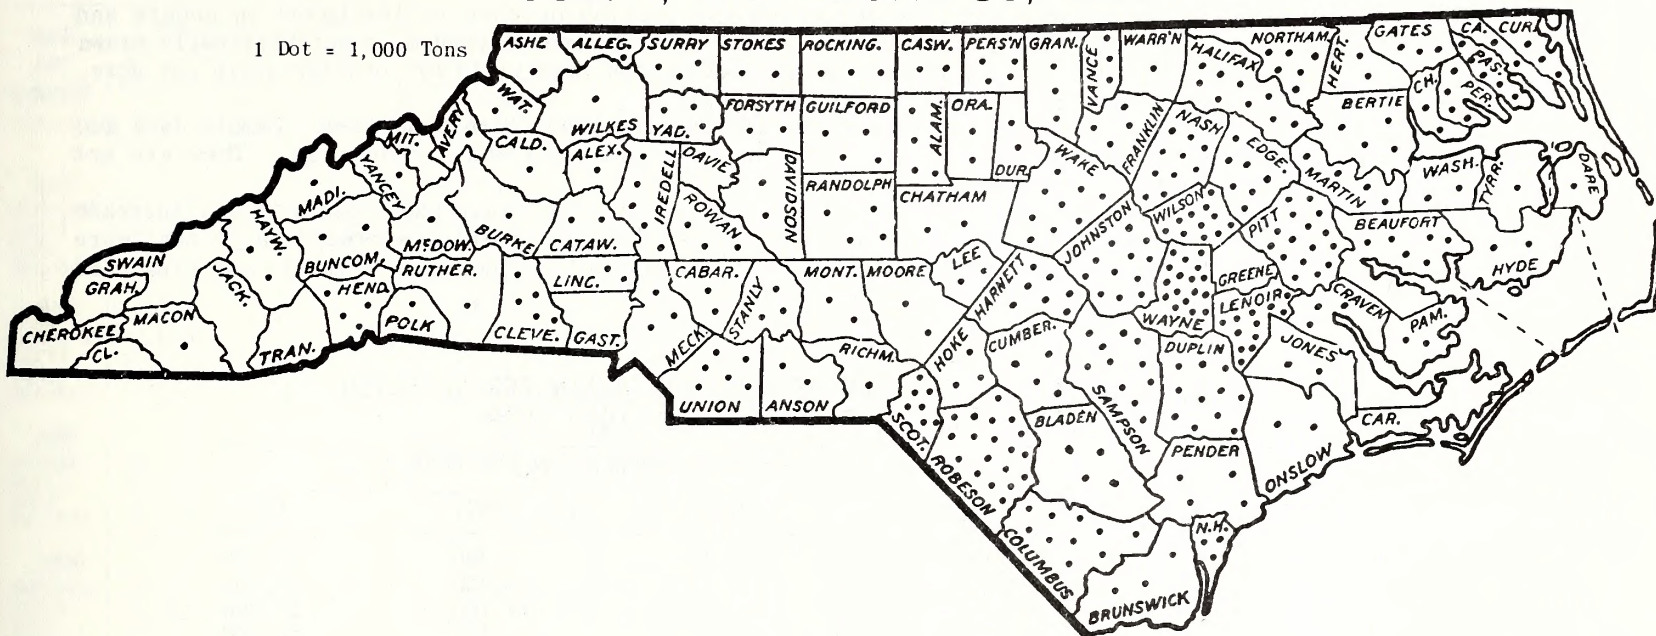 1 Dot = 1,000 Tons
ASHE
ALLEG.
SURRY
STOKES
ROCKING.
CASW.
PERS'N
GRAN.
VANCE
WARR'N
HALIFAX
NORTHAM.
HERT.
GATES
CA.
CUR.
PAS.
PER.
CH.
BERTIE
WAT.
AVERY
MIT.
YANCEY
MADI.
CALD.
WILKES
ALEX.
YAD.
FORSYTH
GUILFORD
ALAM.
ORA.
DUR.
WAKE
FRANKLIN
NASH
EDGE.
MARTIN
WASH.
TYRR.
DARE
IREDELL
DAVIE
DAVIDSON
ROWAN
RANDOLPH
CHATHAM
JOHNSTON
WILSON
PITT
BEAUFORT
HYDE
SWAIN
GRAH.
HAYW.
JACK.
BUNCOM.
McDOW.
BURKE
CATAW.
RUTHER.
HEND.
LINC.
CABAR.
STANLY
MONT.
MOORE
LEE
HARNETT
WAYNE
GREENE
LENOIR
CRAVEN
PAM.
CHEROKEE
CL.
MACON
TRAN.
POLK
CLEVE.
GAST.
MECK.
UNION
ANSON
RICHM.
HOKE
CUMBER.
SAMPSON
DUPLIN
JONES
CAR.
ONSLOW
SCOT.
ROBESON
BLADEN
PENDER
COLUMBUS
N.H.
BRUNSWICK